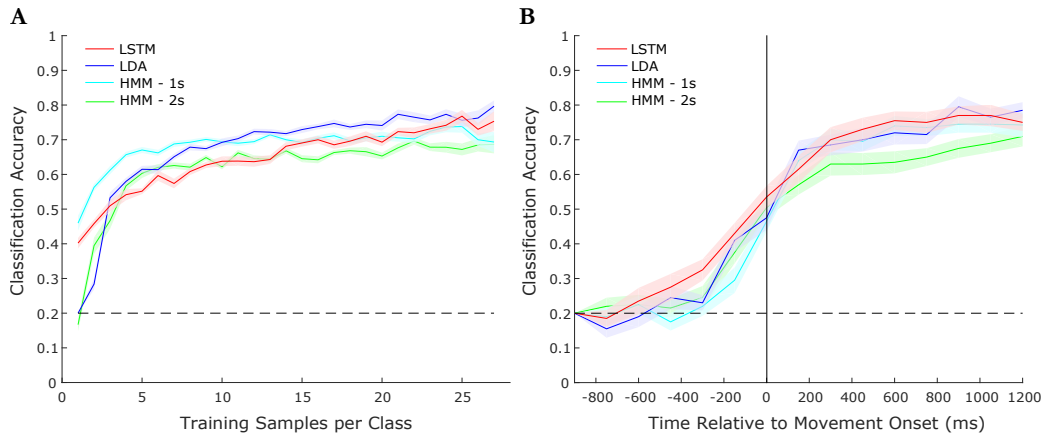 A
B
1
0.9
0.8
0.7
0.6
0.5
0.4
0.3
0.2
0.1
0
LSTM
LDA
HMM - 1s
HMM - 2s
Classification Accuracy
0 5 10 15 20 25
Training Samples per Class
1
0.9
0.8
0.7
0.6
0.5
0.4
0.3
0.2
0.1
0
LSTM
LDA
HMM - 1s
HMM - 2s
Classification Accuracy
-800 -600 -400 -200 0 200 400 600 800 1000 1200
Time Relative to Movement Onset (ms)